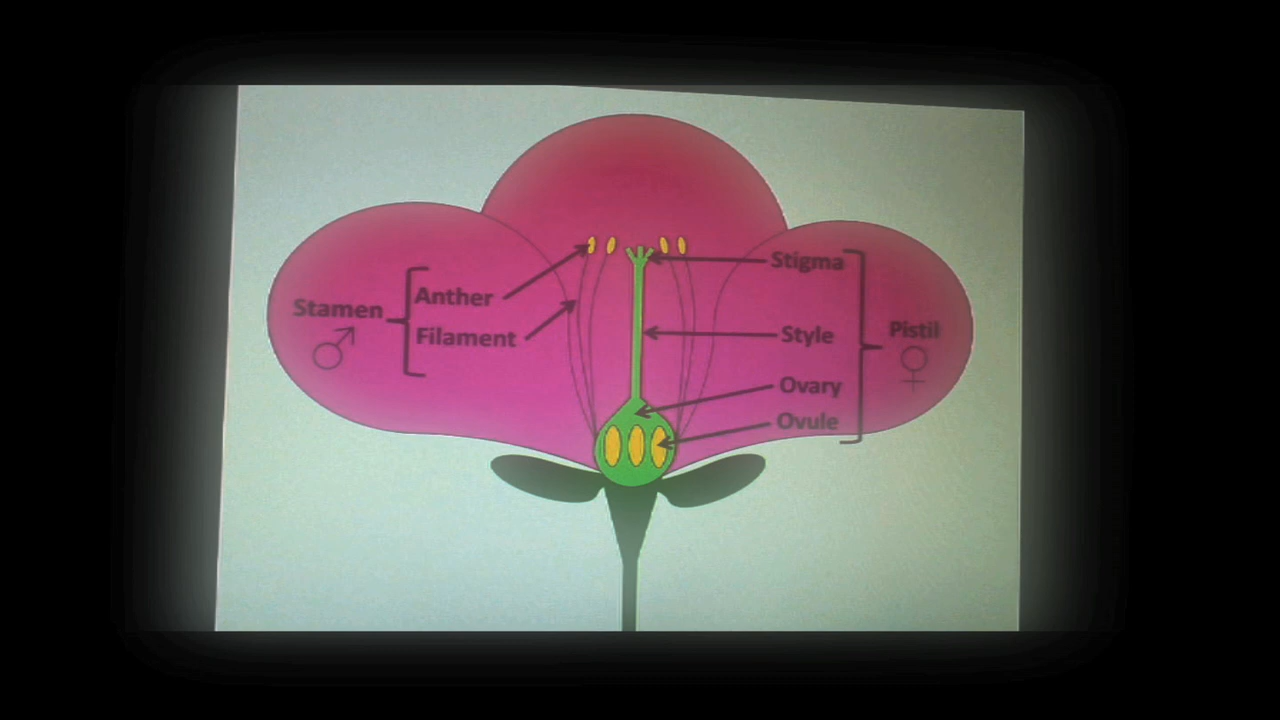 Stamen
Anther
Filament
Stigma
Style
Ovary
Ovule
Pistil